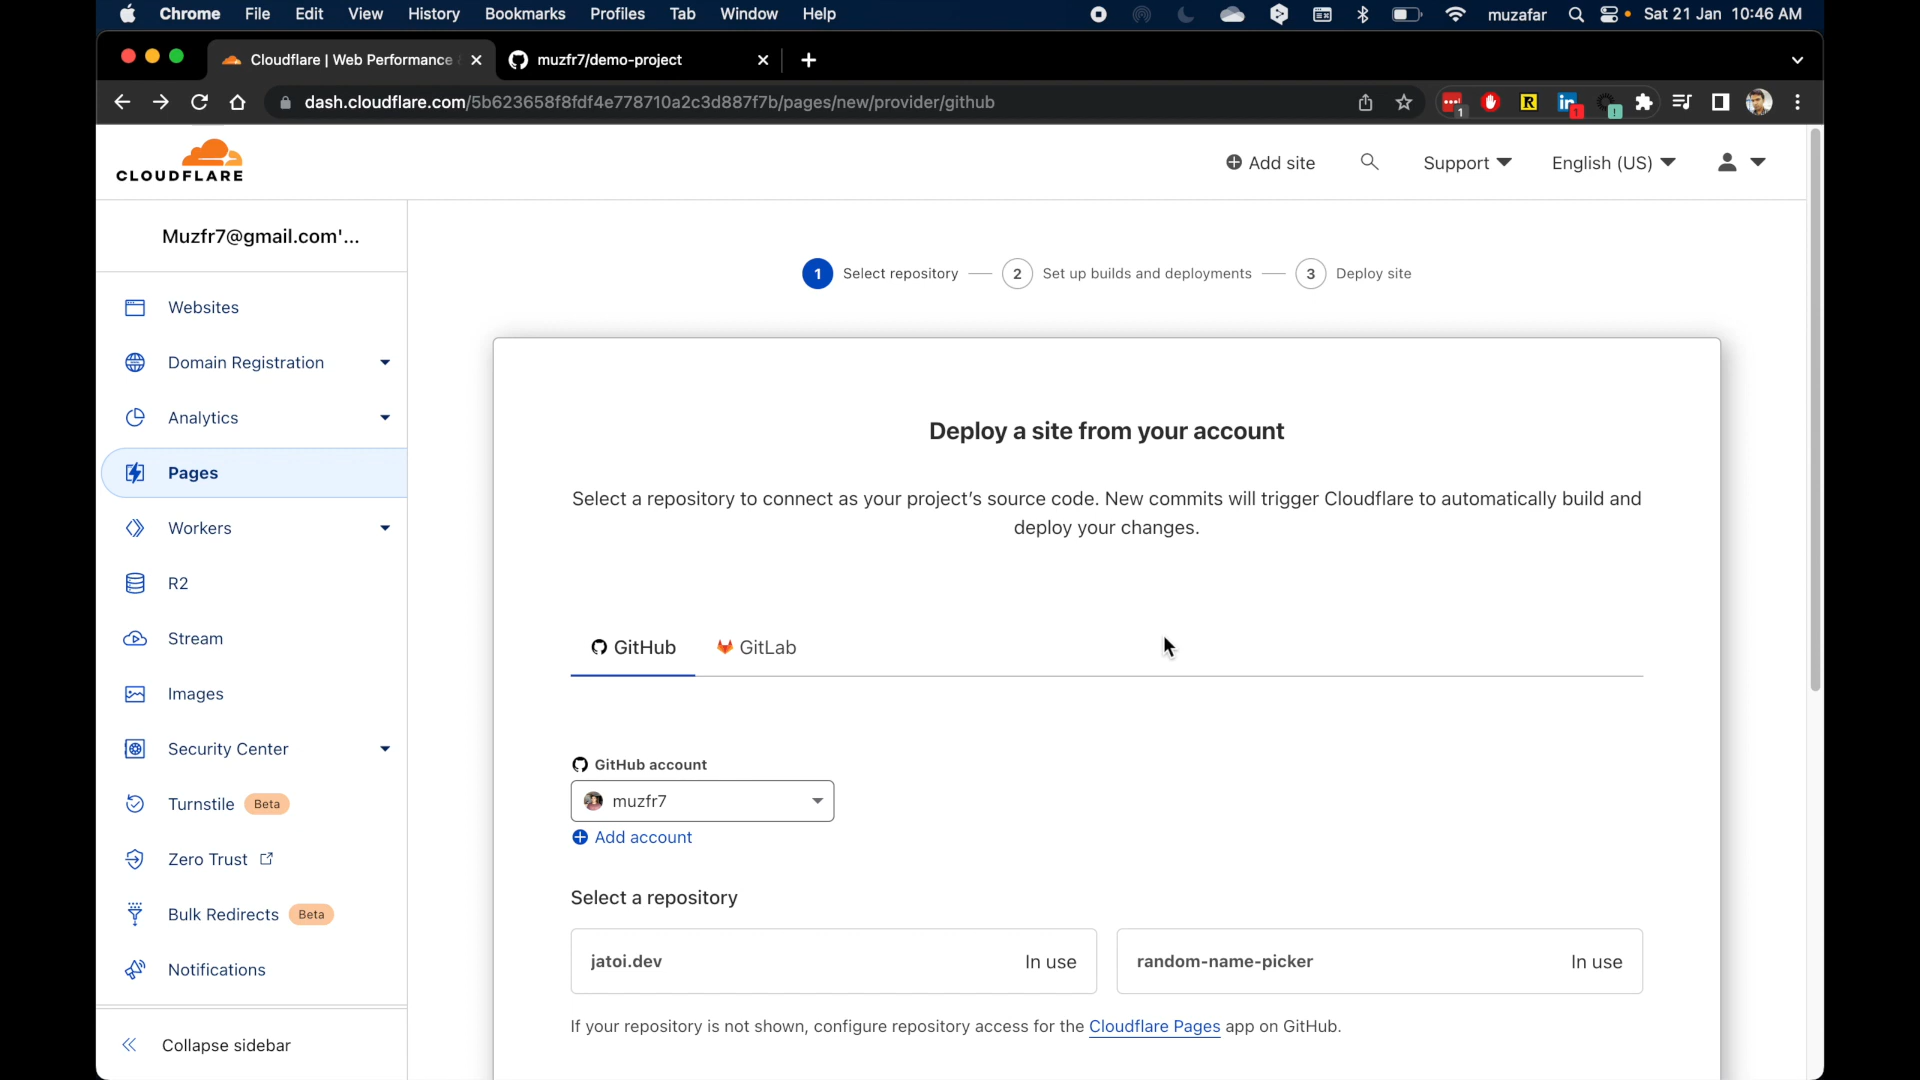 Chrome File Edit View History Bookmarks Profiles Tab Window Help muzafar Sat 21 Jan 10:46 AM
Cloudflare | Web Performance muzfr7/demo-project
dash.cloudflare.com/5b623658f8fdf4e778710a2c3d887f7b/pages/new/provider/github
1
CLOUDFLARE
Add site Support English (US)
Muzfr7@gmail.com'...
Websites
Domain Registration
Analytics
Pages
Workers
R2
Stream
Images
Security Center
Turnstile Beta
Zero Trust
Bulk Redirects Beta
Notifications
Collapse sidebar
1 Select repository 2 Set up builds and deployments 3 Deploy site
Deploy a site from your account
Select a repository to connect as your project's source code. New commits will trigger Cloudflare to automatically build and
deploy your changes.
GitHub GitLab
GitHub account
muzfr7
Add account
Select a repository
jatoi.dev In use random-name-picker In use
If your repository is not shown, configure repository access for the Cloudflare Pages app on GitHub.